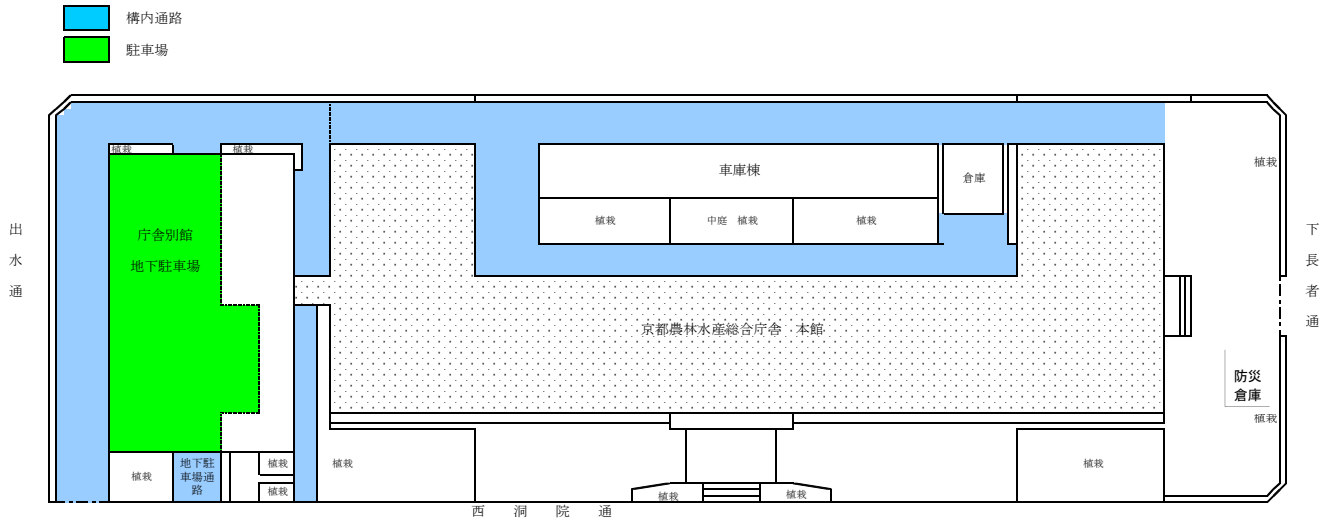 構内通路
駐車場
植栽
植栽
車庫棟
倉庫
植栽
植栽
中庭　植栽
植栽
出水通
下長者通
庁舎別館
地下駐車場
京都農林水産総合庁舎　本館
防災
倉庫
植栽
植栽
地下駐
車場通
路
植栽
植栽
植栽
植栽
植栽
植栽
西洞院通